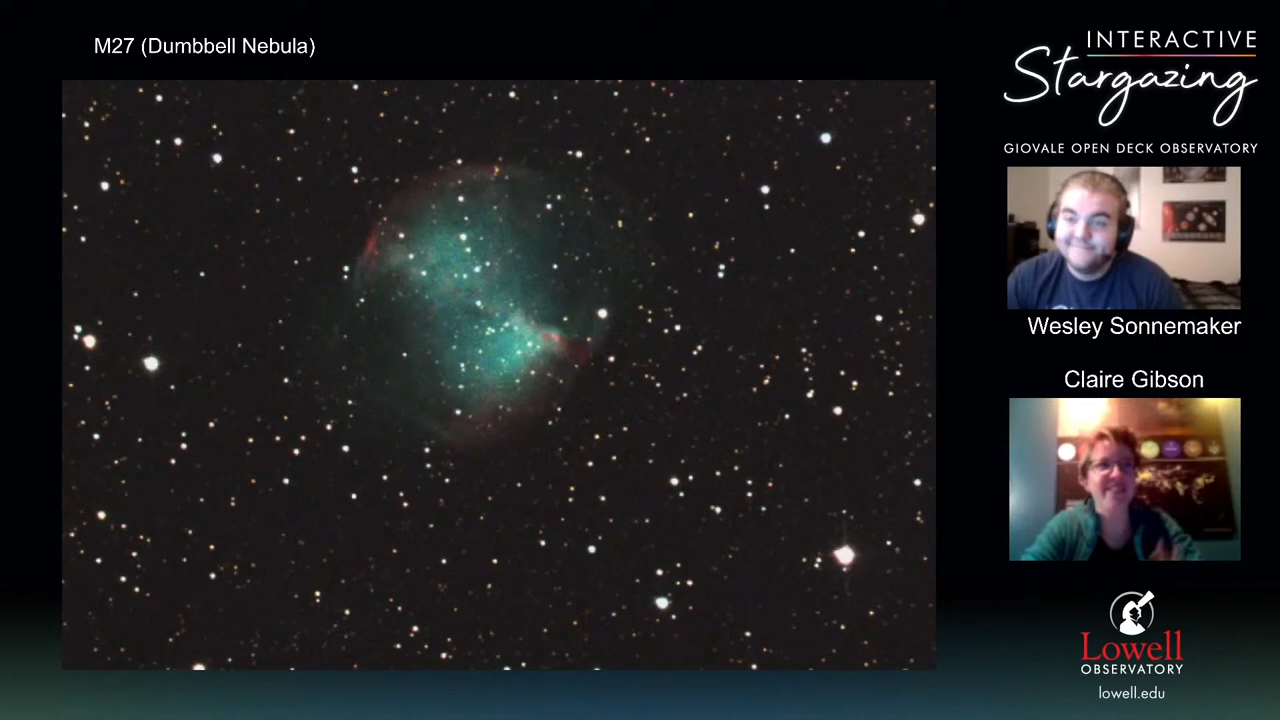 M27 (Dumbbell Nebula)
INTERACTIVE
Stargazing
GIOVALE OPEN DECK OBSERVATORY
Wesley Sonnemaker
Claire Gibson
Lowell
OBSERVATORY
lowell.edu